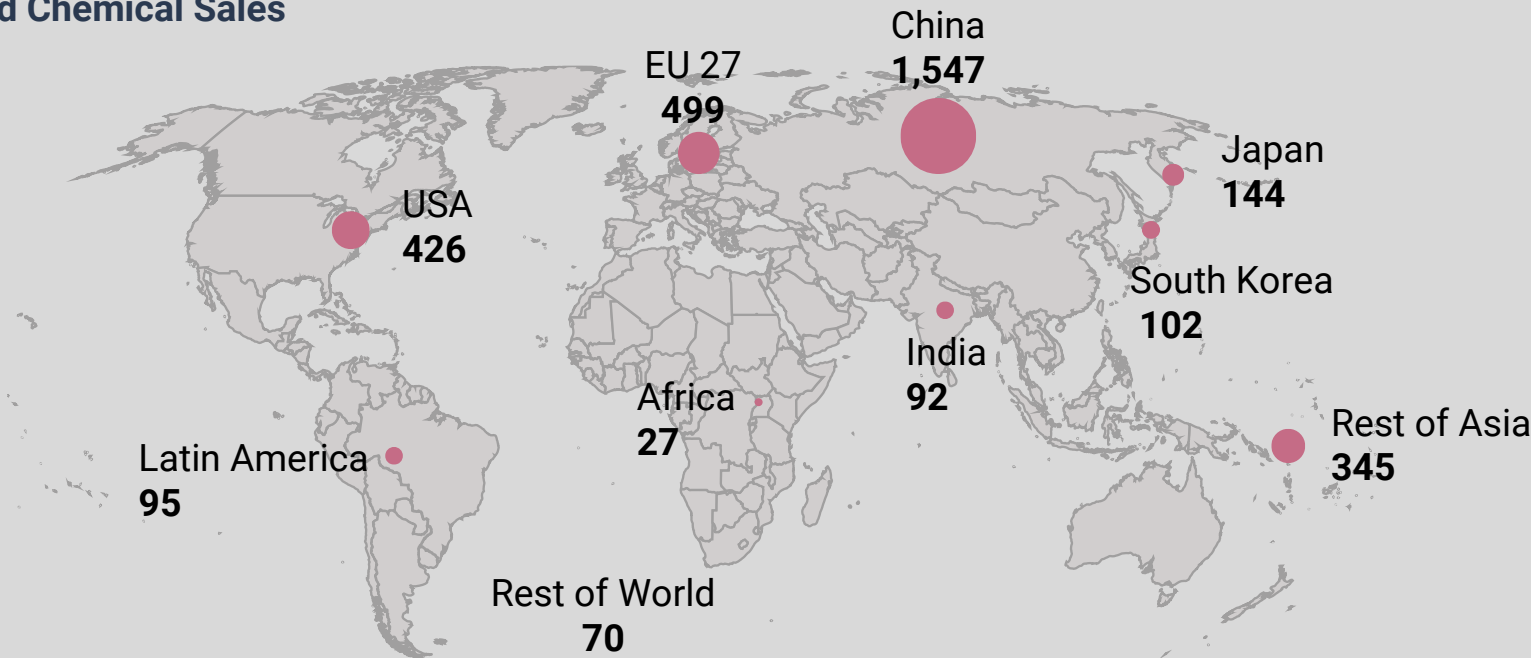 Chemical Sales
China
1,547
EU 27
499
Japan
144
USA
426
South Korea
102
India
92
Africa
27
Rest of Asia
345
Latin America
95
Rest of World
70